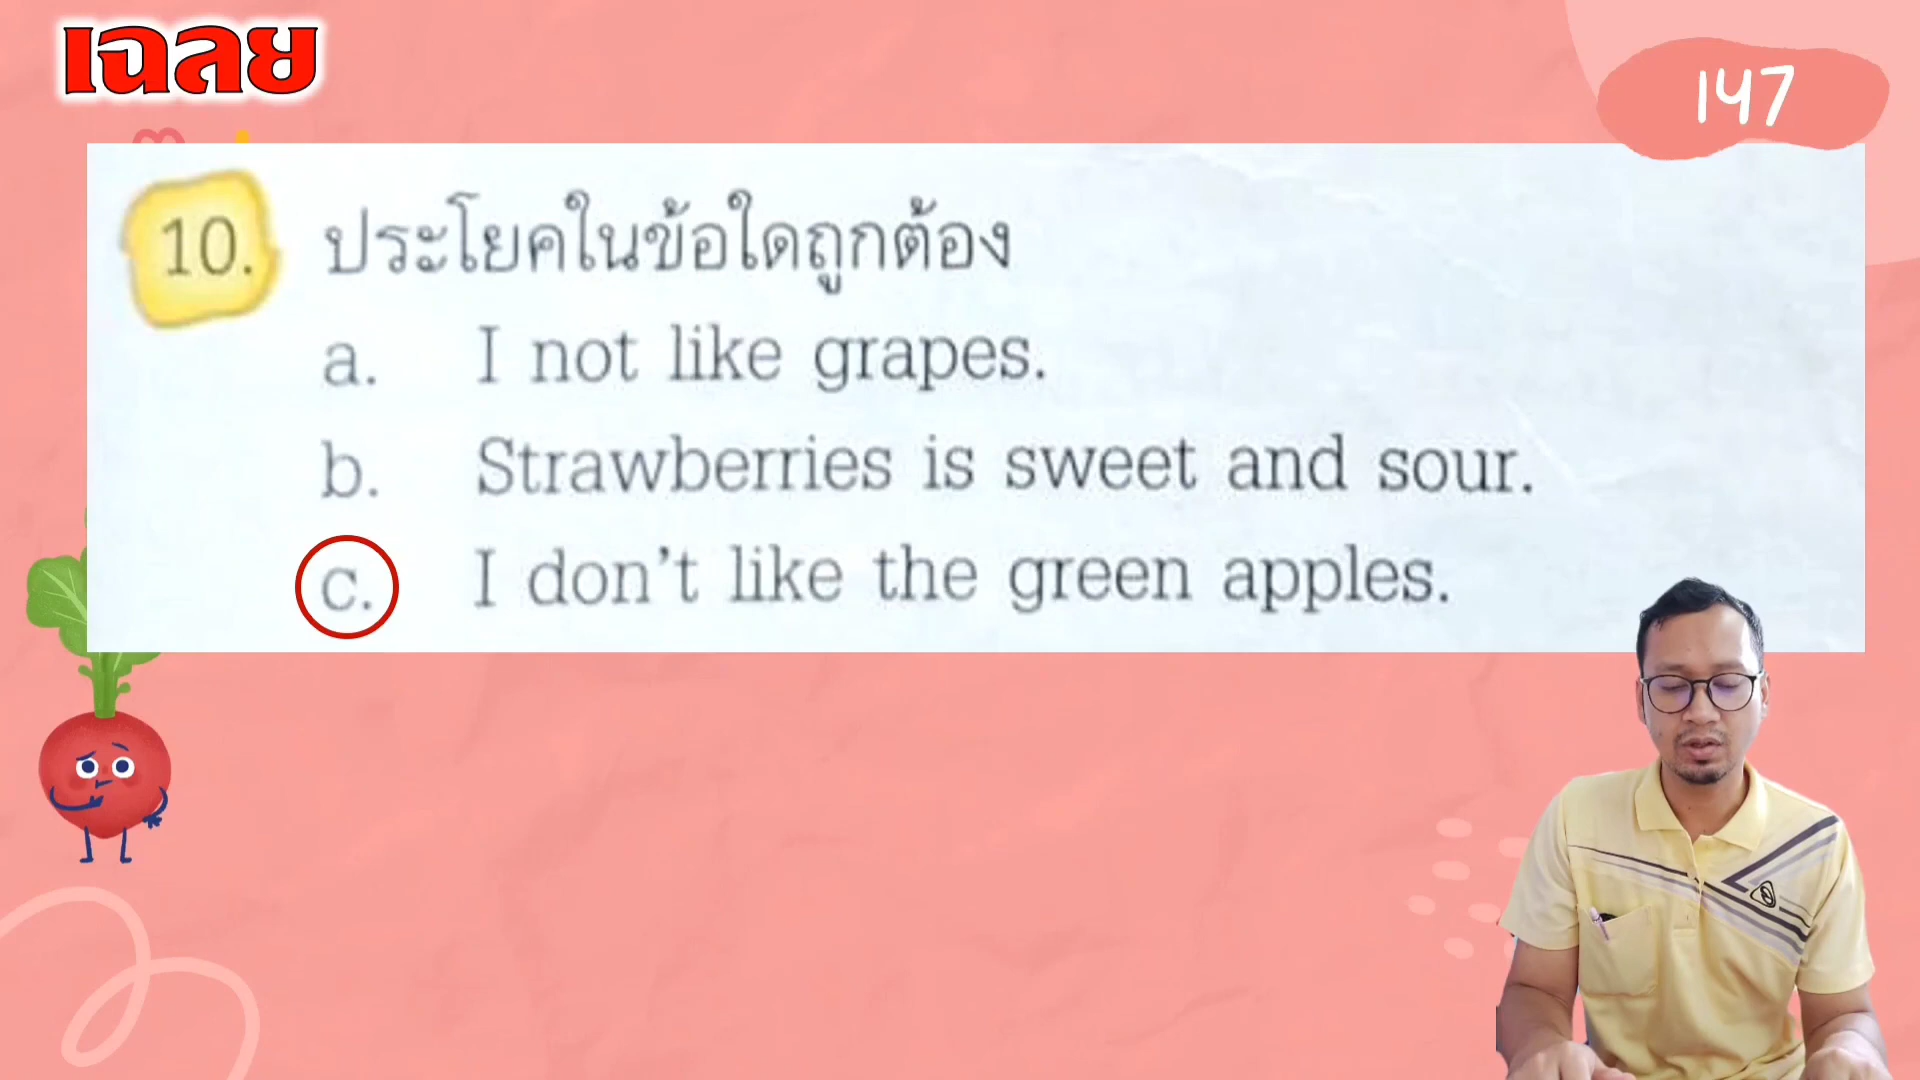 เฉลย
147
10. ประโยคในข้อใดถูกต้อง
a. I not like grapes.
b. Strawberries is sweet and sour.
c. I don't like the green apples.